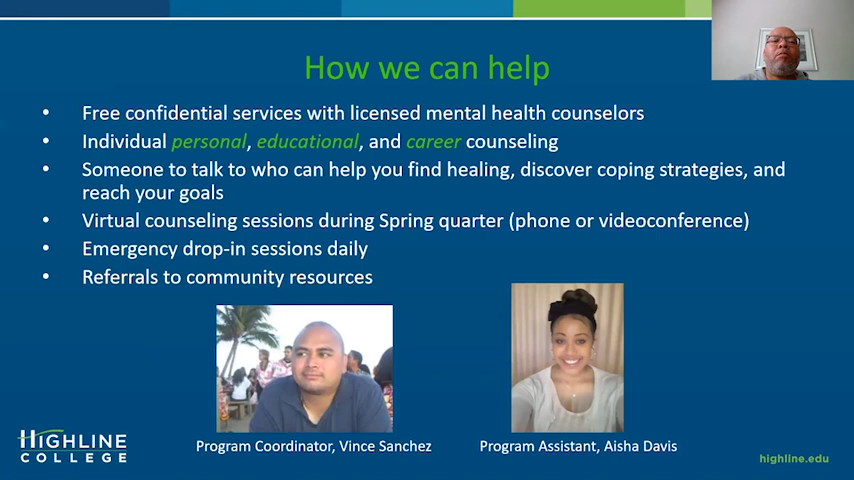 How we can help
• Free confidential services with licensed mental health counselors
• Individual personal, educational, and career counseling
• Someone to talk to who can help you find healing, discover coping strategies, and
reach your goals
• Virtual counseling sessions during Spring quarter (phone or videoconference)
• Emergency drop-in sessions daily
• Referrals to community resources
Program Coordinator, Vince Sanchez
Program Assistant, Aisha Davis
HIGHLINE
COLLEGE
highline.edu